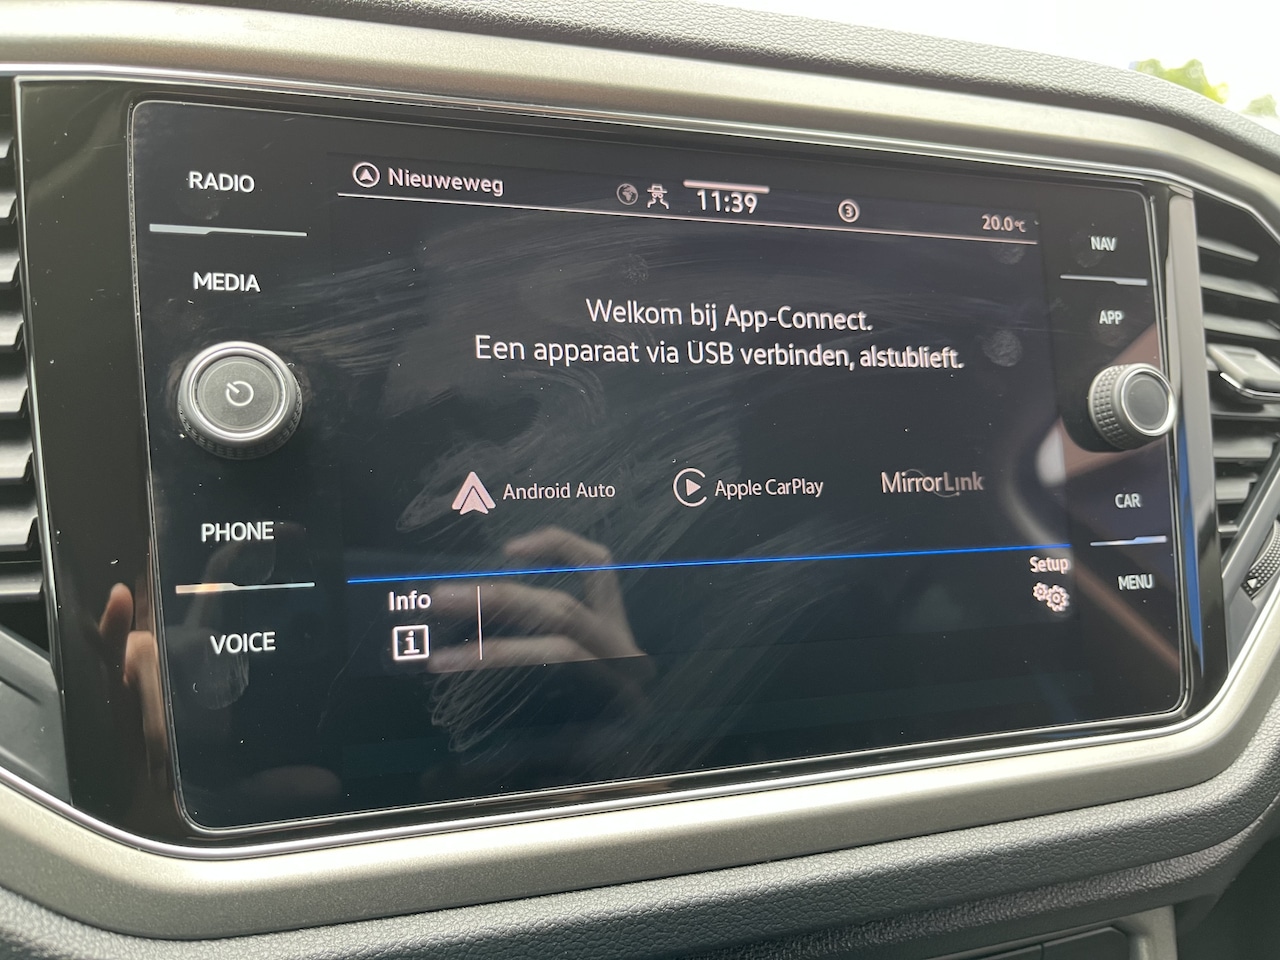 RADIO
MEDIA
PHONE
VOICE
Nieuweweg
11:39
3
20.0°C
Welkom bij App-Connect.
Een apparaat via USB verbinden, alstublieft.
Android Auto
Apple CarPlay
MirrorLink
Info
i
Setup
NAV
APP
CAR
MENU